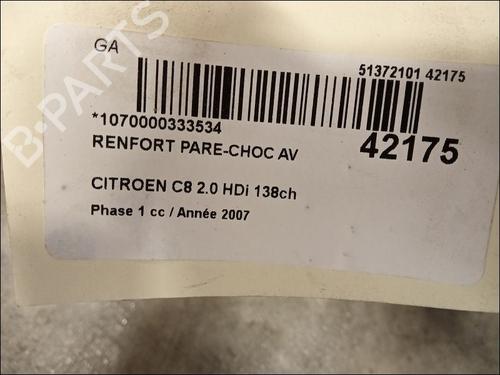 GA
51372101 42175
*1070000333534
42175
RENFORT PARE-CHOC AV
CITROEN C8 2.0 HDi 138ch
Phase 1 cc / Année 2007
B-PARTS